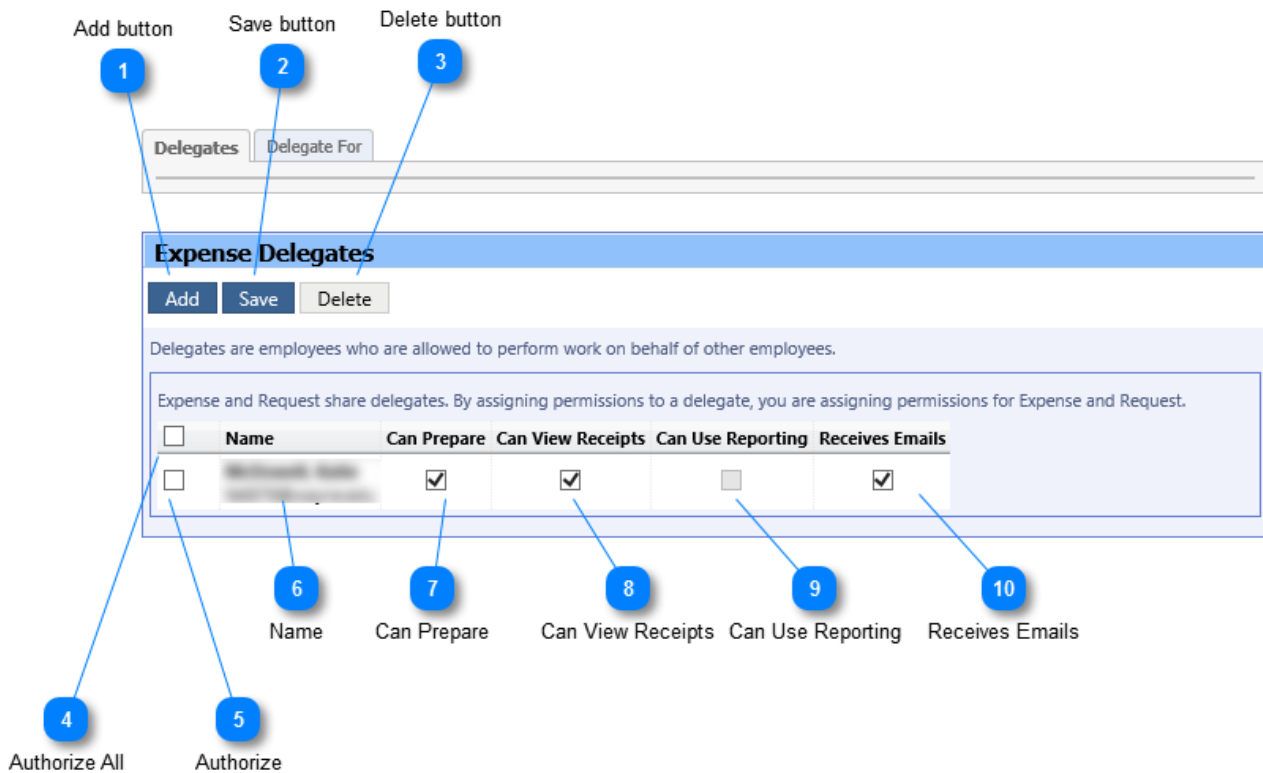 Add button
Save button
Delete button
1
2
3
Delegates
Delegate For
Expense Delegates
Add
Save
Delete
Delegates are employees who are allowed to perform work on behalf of other employees.
Expense and Request share delegates. By assigning permissions to a delegate, you are assigning permissions for Expense and Request.
Name
Can Prepare
Can View Receipts
Can Use Reporting
Receives Emails
6
7
8
9
10
Name
Can Prepare
Can View Receipts
Can Use Reporting
Receives Emails
4
5
Authorize All
Authorize